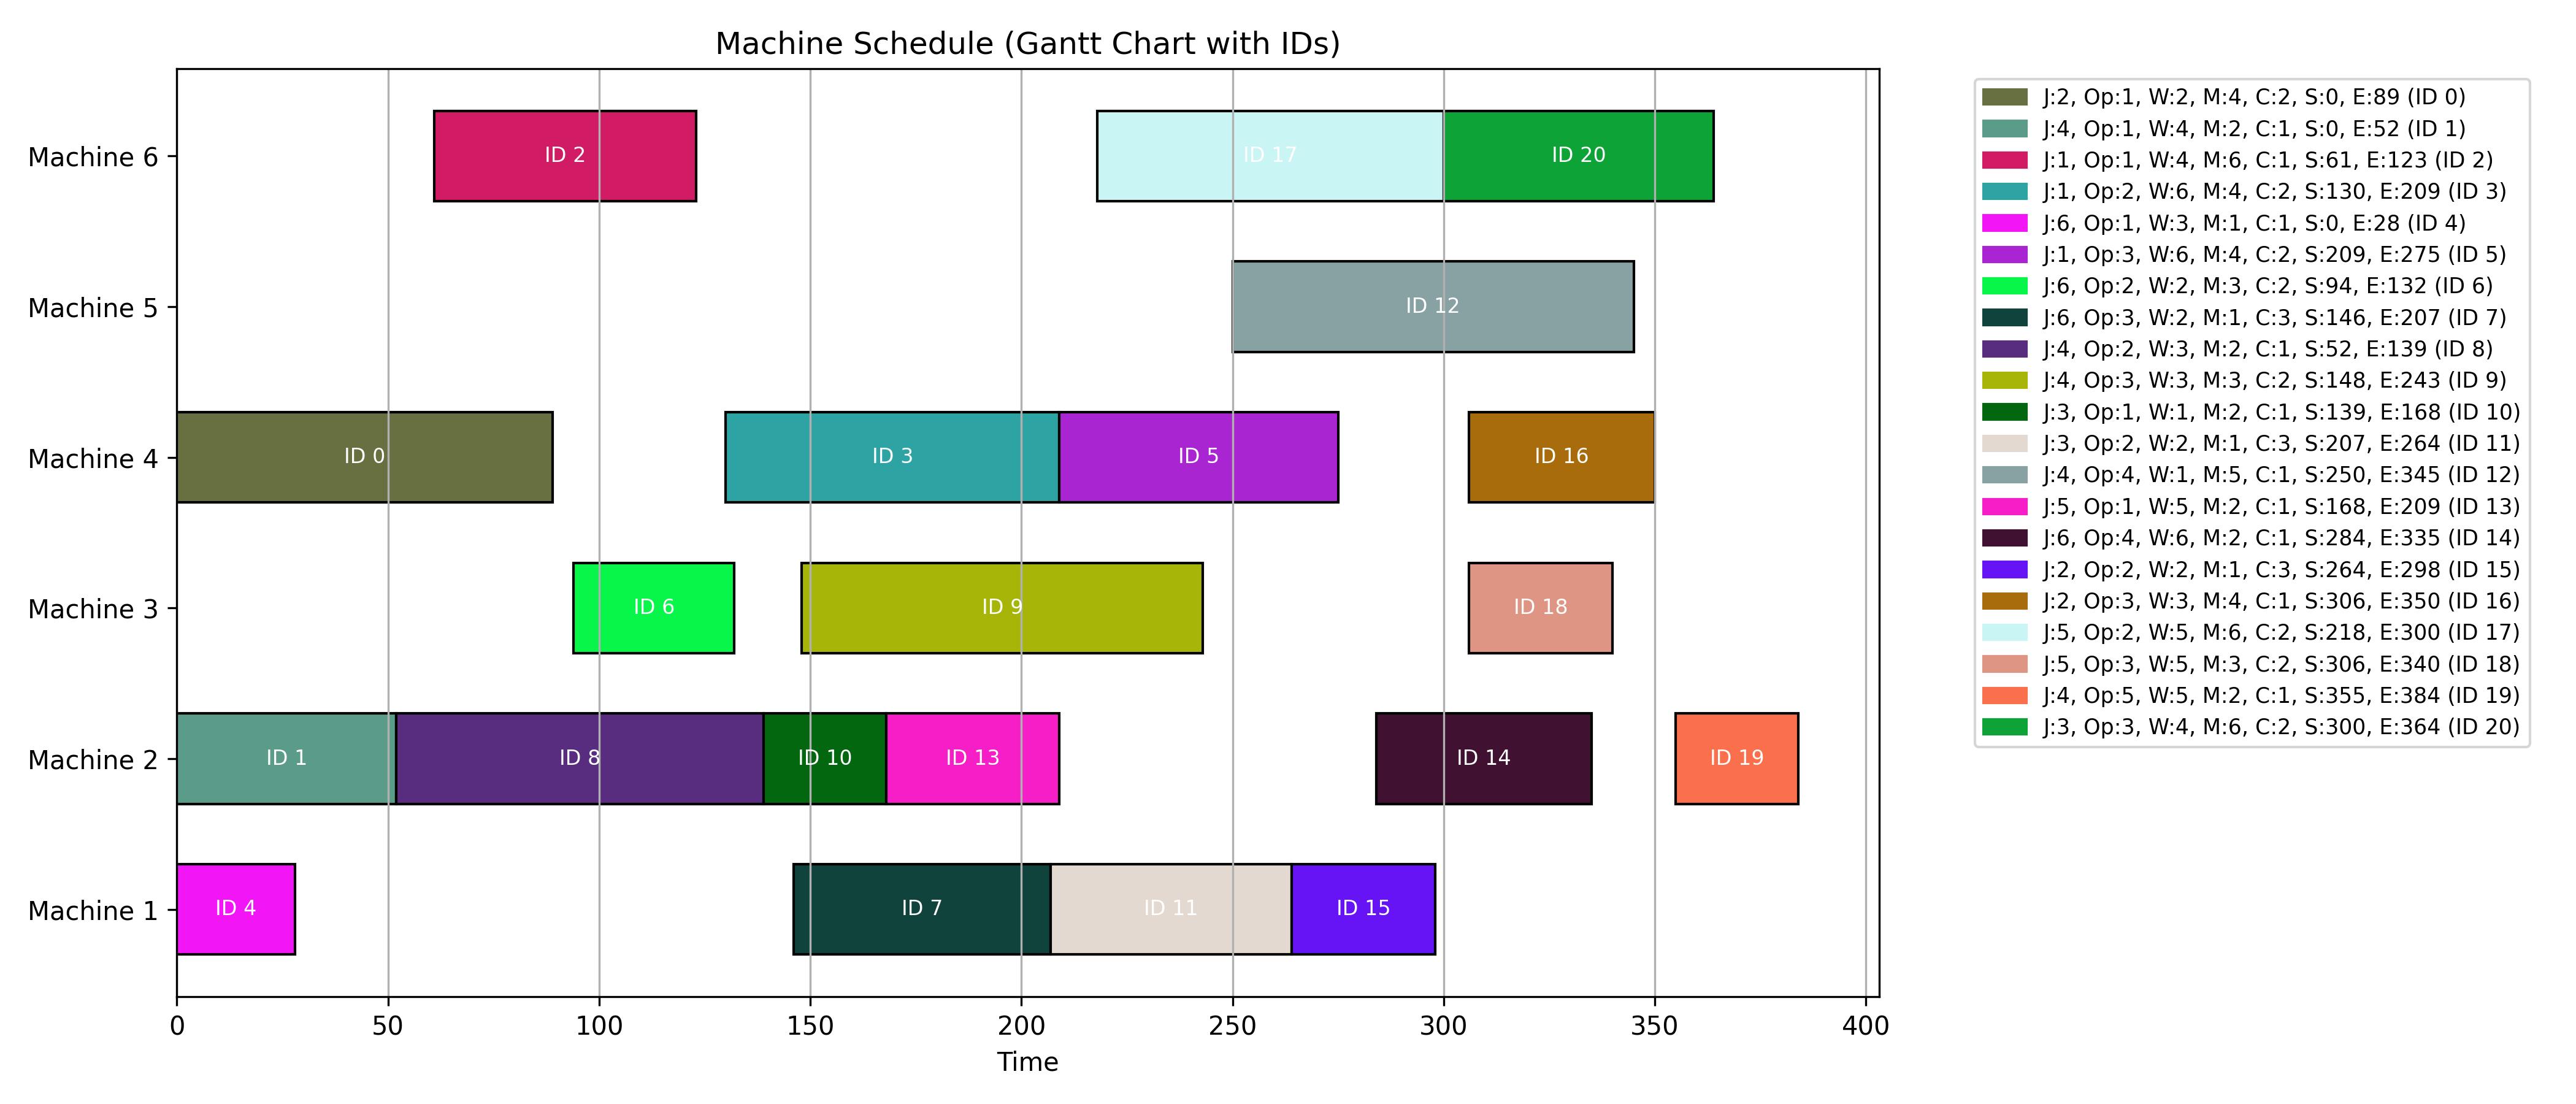 Machine Schedule (Gantt Chart with IDs)
Machine 6
Machine 5
Machine 4
Machine 3
Machine 2
Machine 1
ID 2
ID 17
ID 20
ID 12
ID 0
ID 3
ID 5
ID 16
ID 6
ID 9
ID 18
ID 1
ID 8
ID 10
ID 13
ID 14
ID 19
ID 4
ID 7
ID 11
ID 15
0
50
100
150
200
250
300
350
400
Time
J:2, Op:1, W:2, M:4, C:2, S:0, E:89 (ID 0)
J:4, Op:1, W:4, M:2, C:1, S:0, E:52 (ID 1)
J:1, Op:1, W:4, M:6, C:1, S:61, E:123 (ID 2)
J:1, Op:2, W:6, M:4, C:2, S:130, E:209 (ID 3)
J:6, Op:1, W:3, M:1, C:1, S:0, E:28 (ID 4)
J:1, Op:3, W:6, M:4, C:2, S:209, E:275 (ID 5)
J:6, Op:2, W:2, M:3, C:2, S:94, E:132 (ID 6)
J:6, Op:3, W:2, M:1, C:3, S:146, E:207 (ID 7)
J:4, Op:2, W:3, M:2, C:1, S:52, E:139 (ID 8)
J:4, Op:3, W:3, M:3, C:2, S:148, E:243 (ID 9)
J:3, Op:1, W:1, M:2, C:1, S:139, E:168 (ID 10)
J:3, Op:2, W:2, M:1, C:3, S:207, E:264 (ID 11)
J:4, Op:4, W:1, M:5, C:1, S:250, E:345 (ID 12)
J:5, Op:1, W:5, M:2, C:1, S:168, E:209 (ID 13)
J:6, Op:4, W:6, M:2, C:1, S:284, E:335 (ID 14)
J:2, Op:2, W:2, M:1, C:3, S:264, E:298 (ID 15)
J:2, Op:3, W:3, M:4, C:1, S:306, E:350 (ID 16)
J:5, Op:2, W:5, M:6, C:2, S:218, E:300 (ID 17)
J:5, Op:3, W:5, M:3, C:2, S:306, E:340 (ID 18)
J:4, Op:5, W:5, M:2, C:1, S:355, E:384 (ID 19)
J:3, Op:3, W:4, M:6, C:2, S:300, E:364 (ID 20)